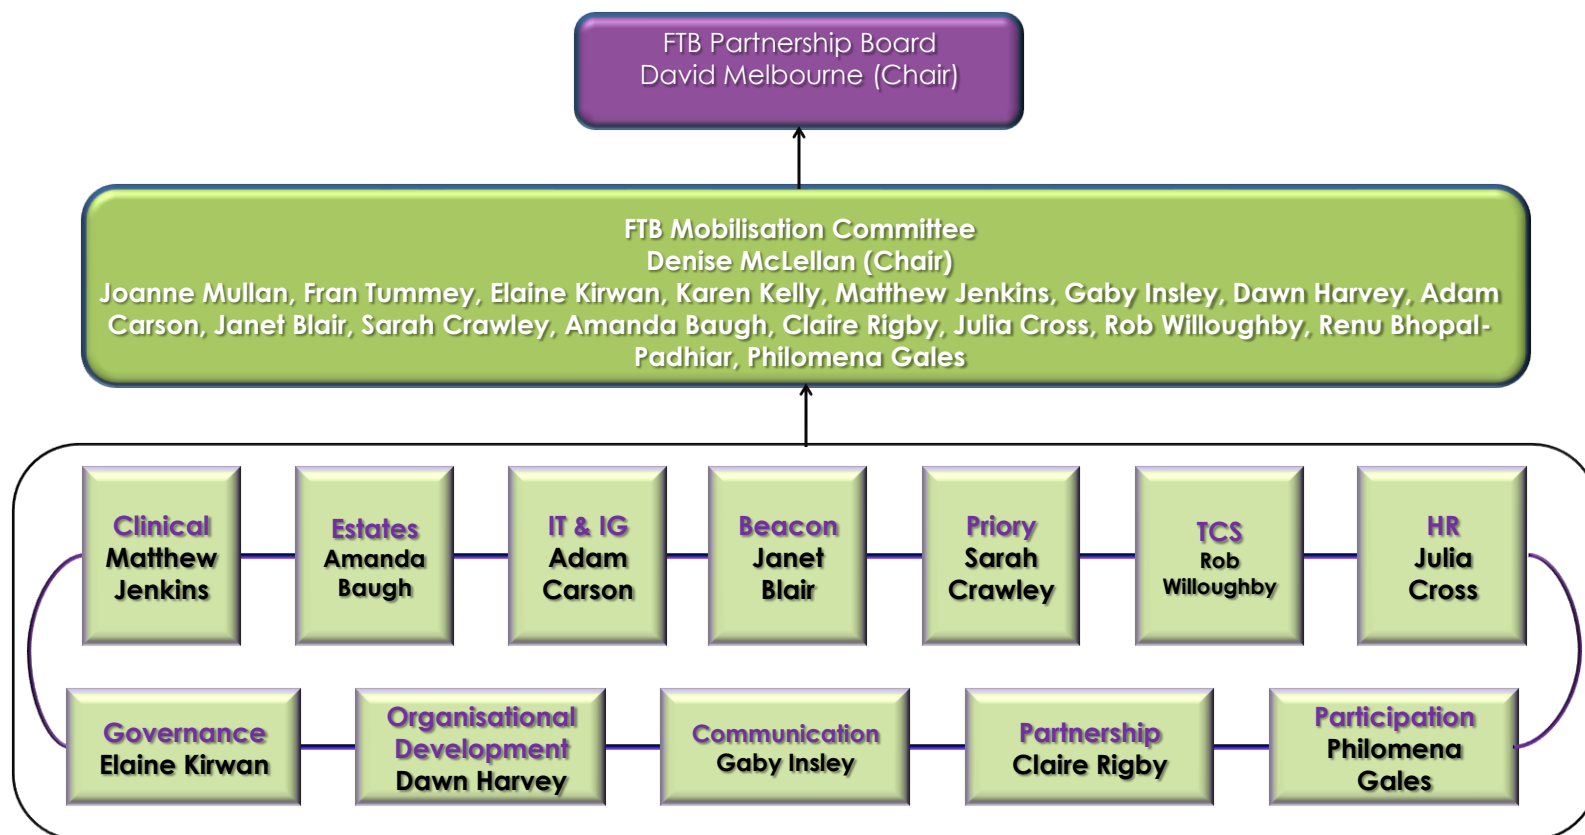 FTB Partnership Board
David Melbourne (Chair)
FTB Mobilisation Committee
Denise McLellan (Chair)
Joanne Mullan, Fran Tummey, Elaine Kirwan, Karen Kelly, Matthew Jenkins, Gaby Insley, Dawn Harvey, Adam
Carson, Janet Blair, Sarah Crawley, Amanda Baugh, Claire Rigby, Julia Cross, Rob Willoughby, Renu Bhopal-
Padhiar, Philomena Gales
Clinical
Matthew
Jenkins
Estates
Amanda
Baugh
IT & IG
Adam
Carson
Beacon
Janet
Blair
Priory
Sarah
Crawley
TCS
Rob
Willoughby
HR
Julia
Cross
Governance
Elaine Kirwan
Organisational
Development
Dawn Harvey
Communication
Gaby Insley
Partnership
Claire Rigby
Participation
Philomena
Gales